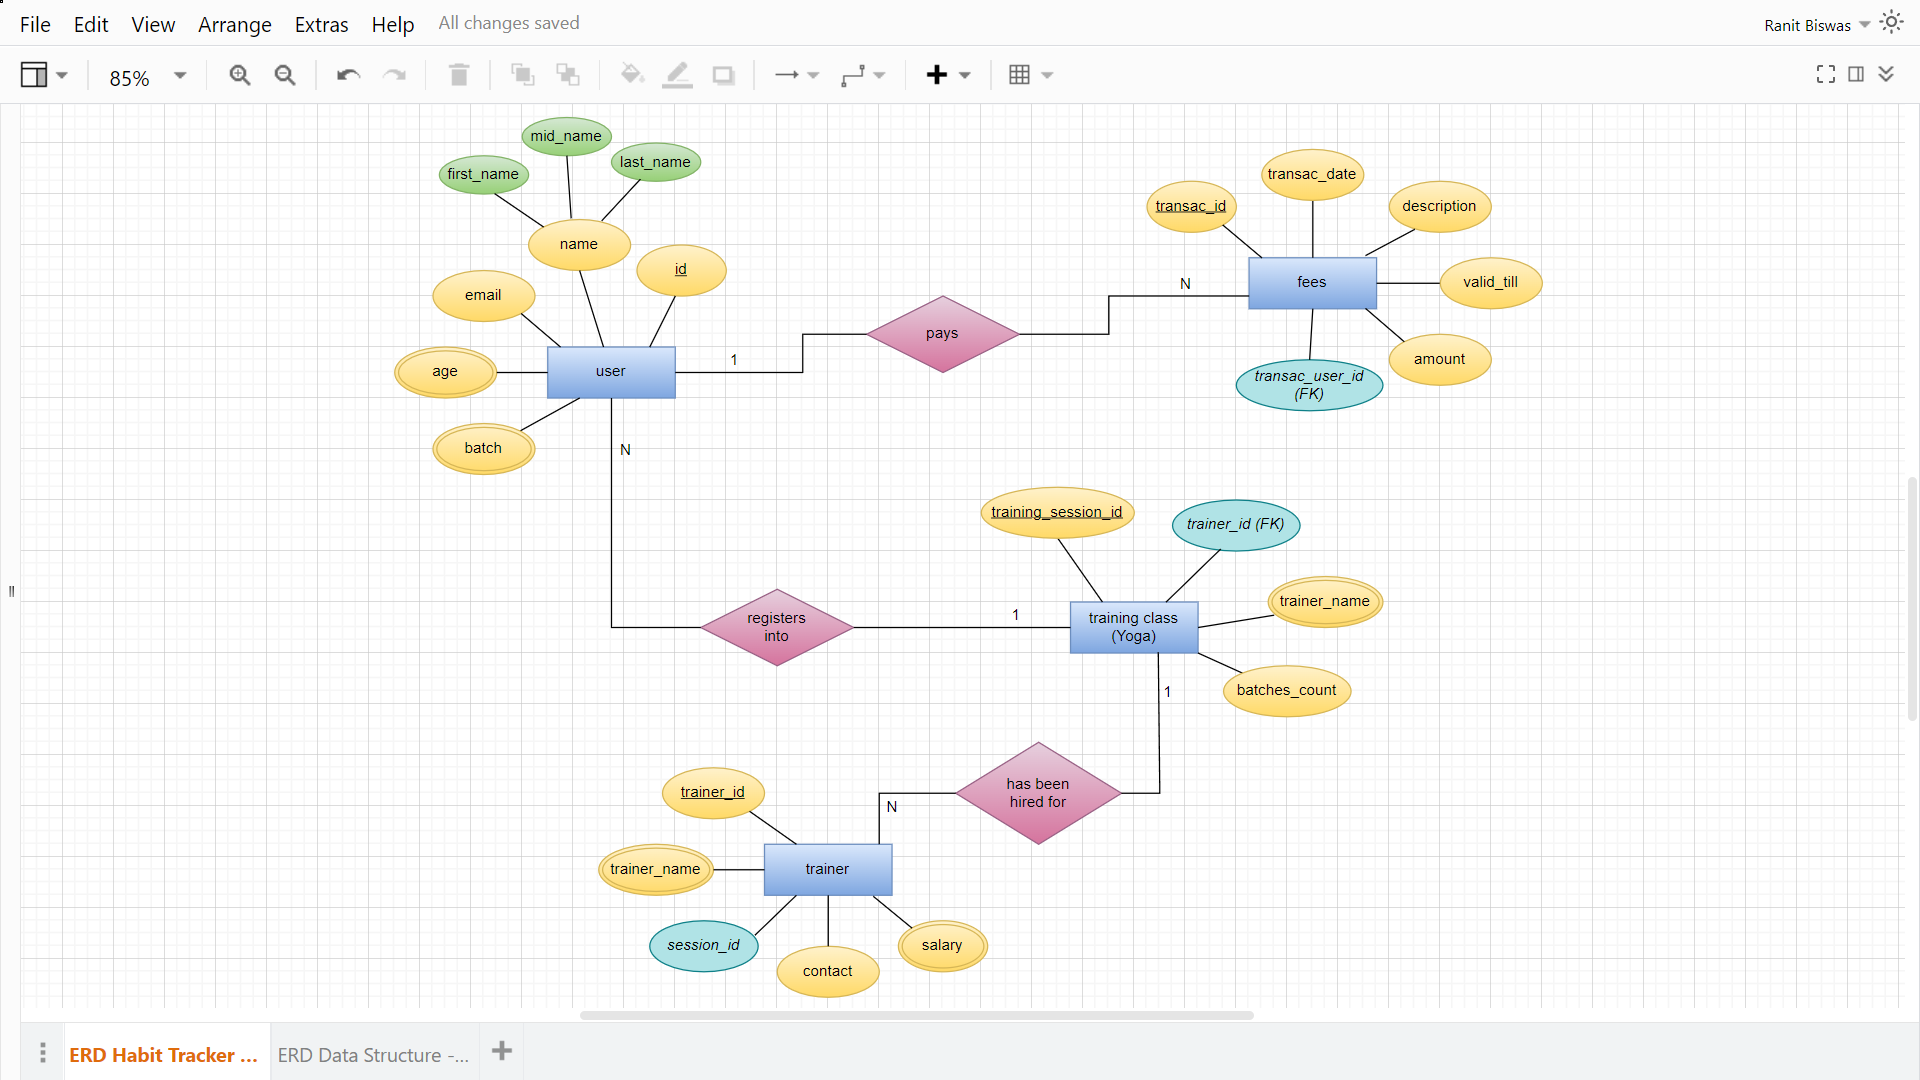 File Edit View Arrange Extras Help All changes saved
Ranit Biswas
85%
mid_name
last_name
first_name
name
id
email
age
user
batch
1
N
pays
N
transac_id
transac_date
description
fees
valid_till
amount
transac_user_id
(FK)
training_session_id
trainer_id (FK)
trainer_name
training class
(Yoga)
batches_count
registers
into
1
1
has been
hired for
N
trainer_id
trainer_name
trainer
session_id
contact
salary
ERD Habit Tracker ...
ERD Data Structure -...